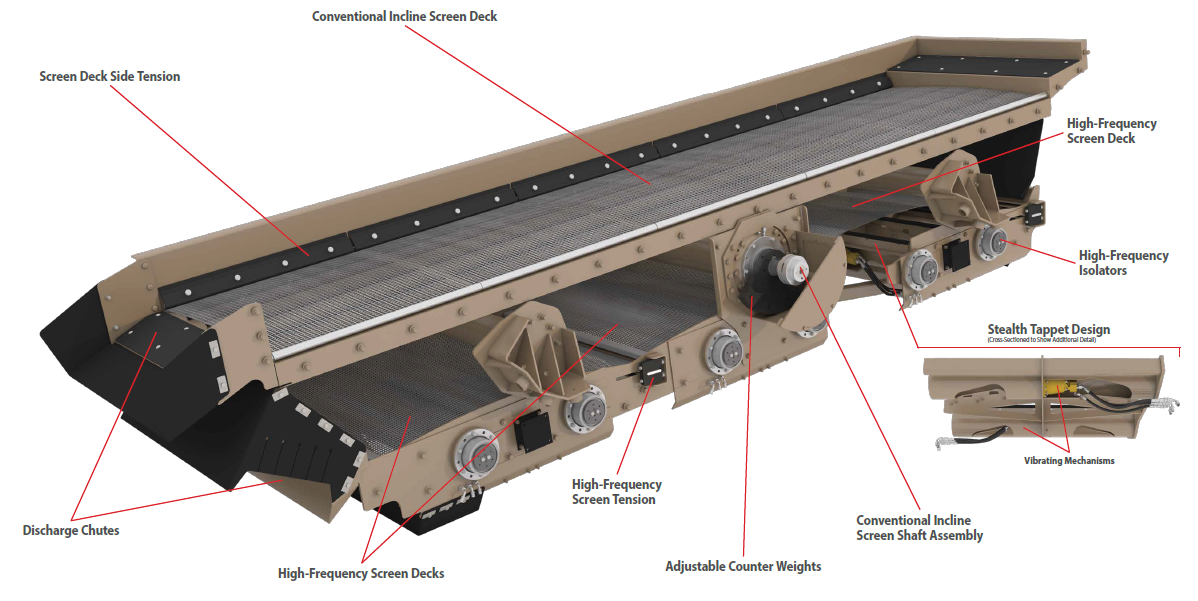 Conventional Incline Screen Deck
Screen Deck Side Tension
High-Frequency
Screen Deck
High-Frequency
Isolators
Stealth Tappet Design
(Cross-Sectioned to Show Additional Detail)
Vibrating Mechanisms
High-Frequency
Screen Tension
Conventional Incline
Screen Shaft Assembly
Discharge Chutes
Adjustable Counter Weights
High-Frequency Screen Decks